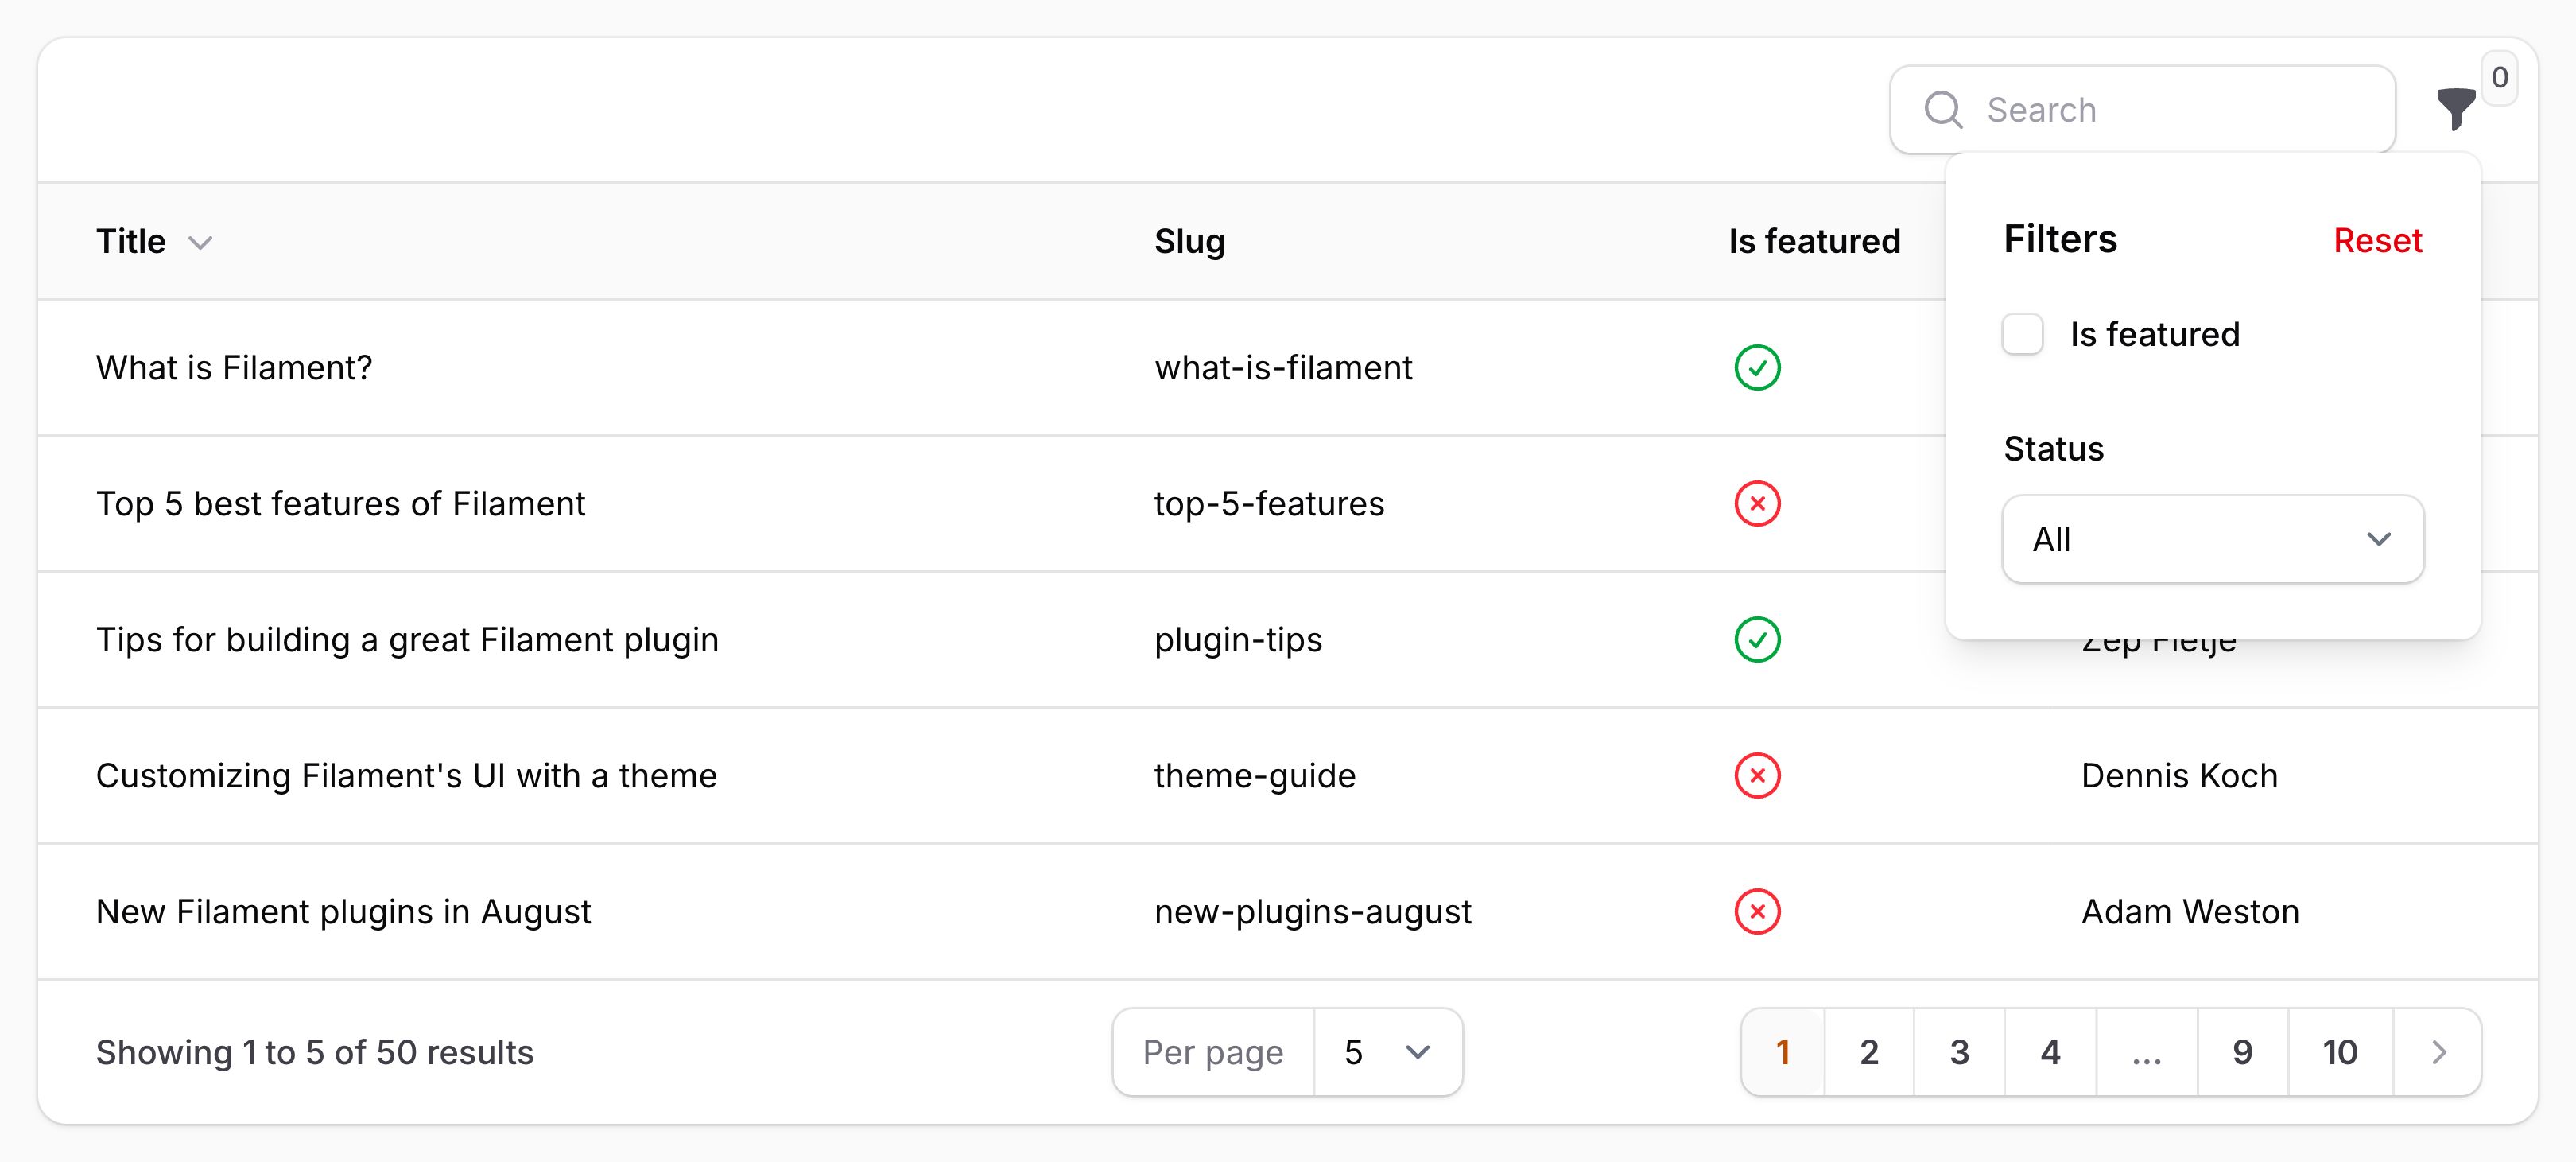 Search
0
Title Slug Is featured
Filters Reset
Is featured
Status
All
What is Filament? what-is-filament
Top 5 best features of Filament top-5-features
Tips for building a great Filament plugin plugin-tips
Customizing Filament's UI with a theme theme-guide Dennis Koch
New Filament plugins in August new-plugins-august Adam Weston
Showing 1 to 5 of 50 results Per page 5 1 2 3 4 ... 9 10